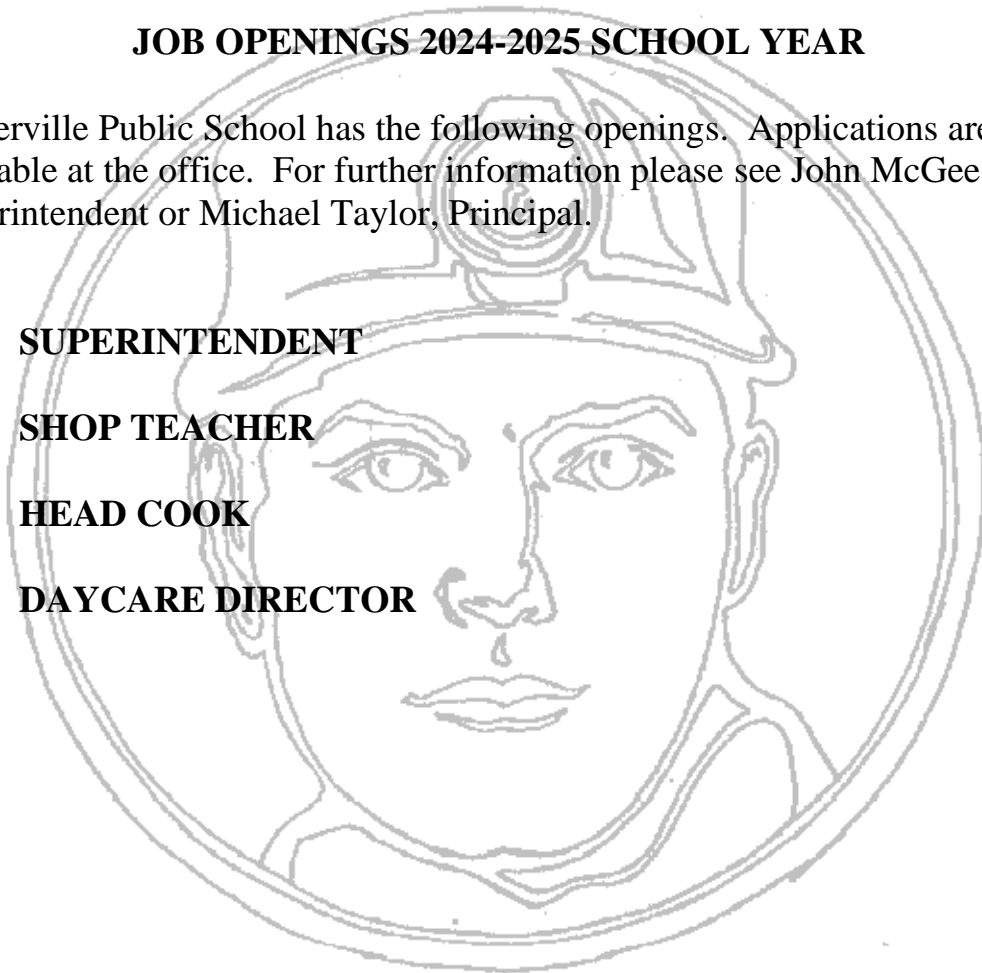 JOB OPENINGS 2024-2025 SCHOOL YEAR
erville Public School has the following openings. Applications are
able at the office. For further information please see John McGee
rintendent or Michael Taylor, Principal.
SUPERINTENDENT
SHOP TEACHER
HEAD COOK
DAYCARE DIRECTOR